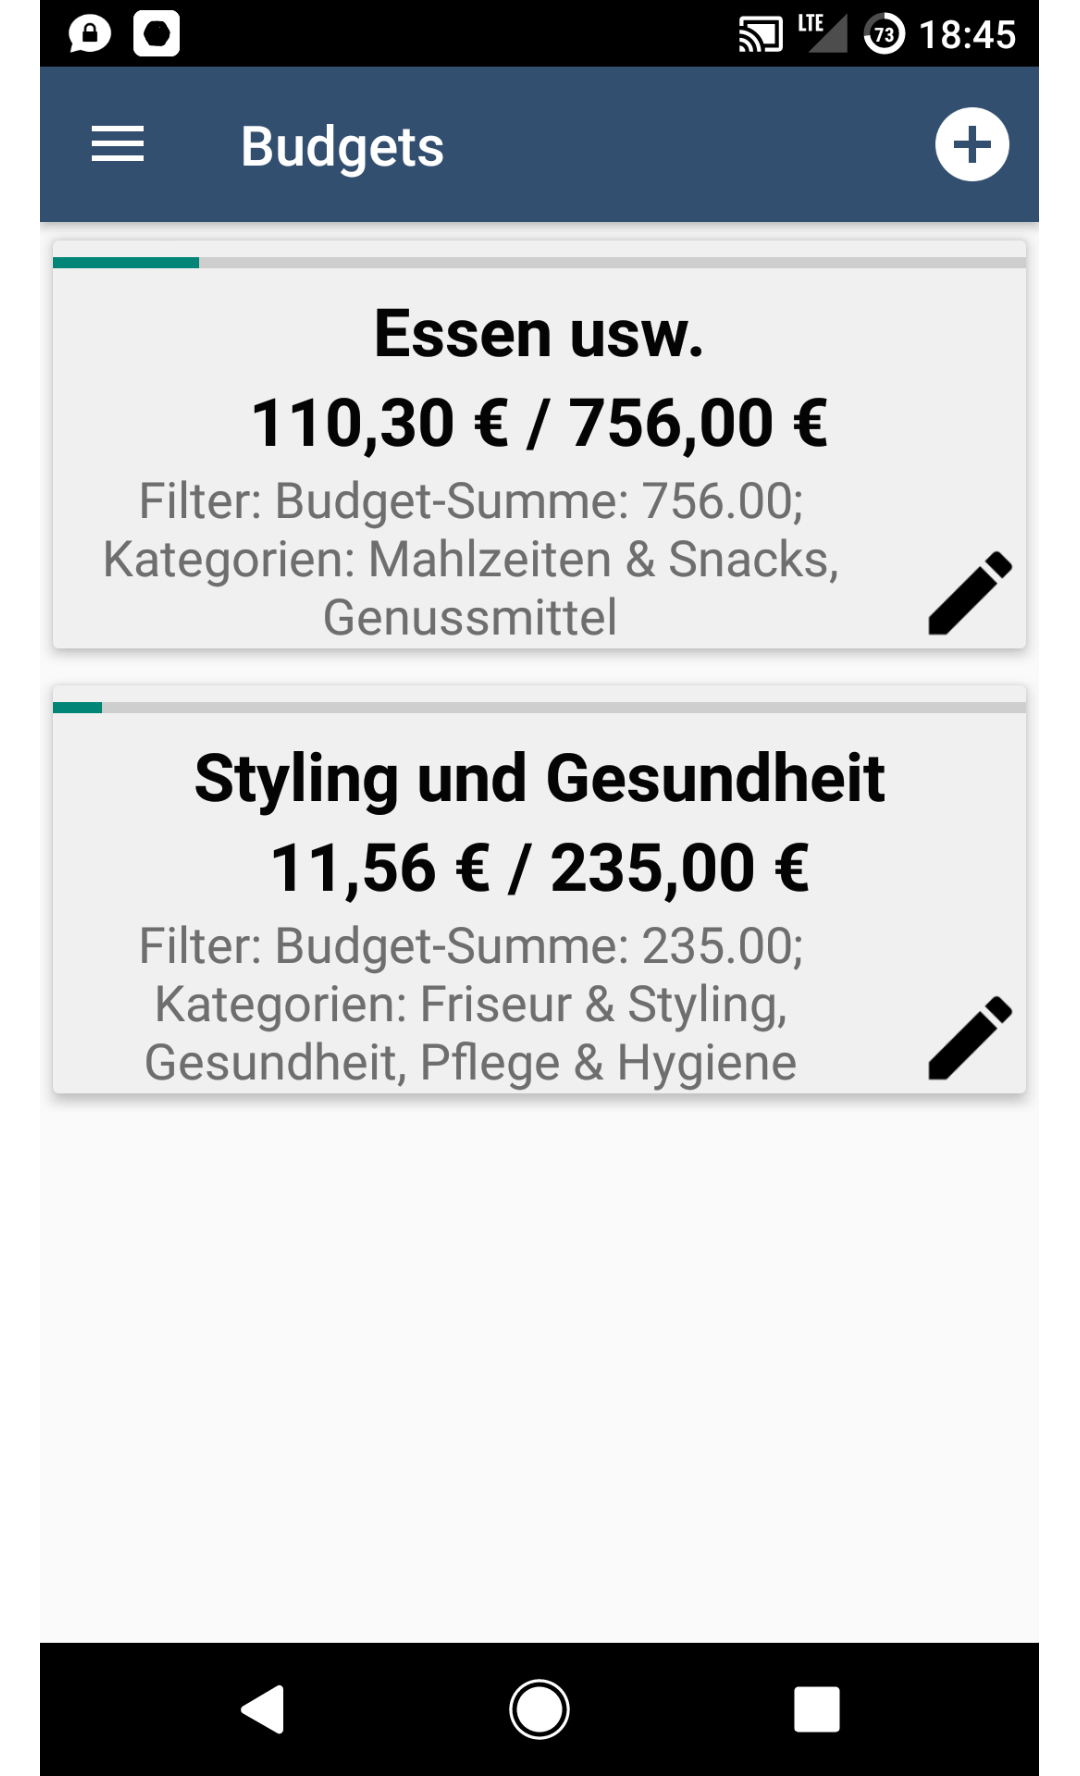 LTE 73 18:45
Budgets
Essen usw.
110,30 € / 756,00 €
Filter: Budget-Summe: 756.00;
Kategorien: Mahlzeiten & Snacks,
Genussmittel
Styling und Gesundheit
11,56 € / 235,00 €
Filter: Budget-Summe: 235.00;
Kategorien: Friseur & Styling,
Gesundheit, Pflege & Hygiene